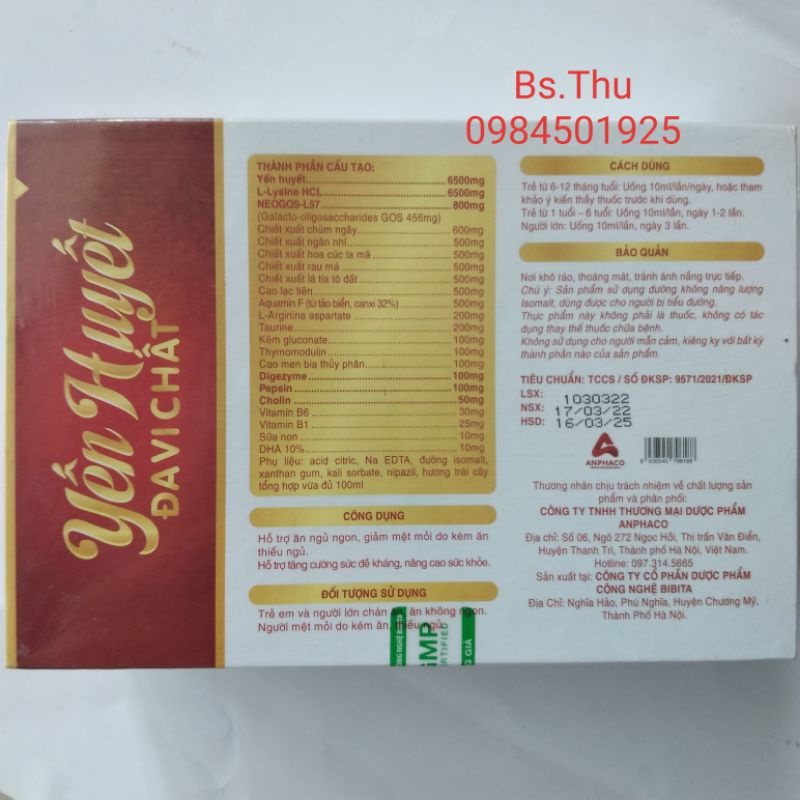 Bs.Thu
0984501925
Yến Huyết
ĐAVICHẤT
THÀNH PHẦN CẤU TẠO:
Yến huyết 6500mg
L-Lysine HCL 6500mg
NEOGOS-L57 800mg
(Galacto-oligosaccharides GOS 456mg)
Chiết xuất chùm ngây 600mg
Chiết xuất ngân nhĩ 500mg
Chiết xuất hoa cúc la mã 500mg
Chiết xuất rau má 500mg
Chiết xuất lá tía tô đất 500mg
Cao lạc tiên 500mg
Aquamin F (từ tảo biển, canxi 32%) 500mg
L-Arginine aspartate 200mg
Taurine 200mg
Kẽm gluconate 100mg
Thymomodulin 100mg
Cao men bia thủy phân 100mg
Digezyme 100mg
Pepsin 100mg
Cholin 50mg
Vitamin B6 30mg
Vitamin B1 25mg
Sữa non 10mg
DHA 10% 10mg
Phụ liệu: acid citric, Na EDTA, đường isomalt,
xanthan gum, kali sorbate, nipazil, hương trái cây
tổng hợp vừa đủ 100ml
CÔNG DỤNG
Hỗ trợ ăn ngủ ngon, giảm mệt mỏi do kém ăn
thiếu ngủ.
Hỗ trợ tăng cường sức đề kháng, nâng cao sức khỏe.
ĐỐI TƯỢNG SỬ DỤNG
Trẻ em và người lớn chán ăn, ăn không ngon.
Người mệt mỏi do kém ăn, thiếu ngủ.
NG NGHỆ BIBITA
GMP
CERTIFIED
G GIẢ
CÁCH DÙNG
Trẻ từ 6-12 tháng tuổi: Uống 10ml/lần/ngày, hoặc tham
khảo ý kiến thầy thuốc trước khi dùng.
Trẻ từ 1 tuổi – 6 tuổi: Uống 10ml/lần, ngày 1-2 lần.
Người lớn: Uống 10ml/lần, ngày 3 lần.
BẢO QUẢN
Nơi khô ráo, thoáng mát, tránh ánh nắng trực tiếp.
Chú ý: Sản phẩm sử dụng đường không năng lượng
Isomalt, dùng được cho người bị tiểu đường.
Thực phẩm này không phải là thuốc, không có tác
dụng thay thế thuốc chữa bệnh.
Không sử dụng cho người mẫn cảm, kiêng kỵ với bất kỳ
thành phần nào của sản phẩm.
TIÊU CHUẨN: TCCS / SỐ ĐKSP: 9571/2021/ĐKSP
LSX: 1030322
NSX: 17/03/22
HSD: 16/03/25
ANPHACO
Thương nhân chịu trách nhiệm về chất lượng sản
phẩm và phân phối:
CÔNG TY TNHH THƯƠNG MẠI DƯỢC PHẨM
ANPHACO
Địa chỉ: Số 06, Ngõ 272 Ngọc Hồi, Thị trấn Văn Điển,
Huyện Thanh Trì, Thành phố Hà Nội, Việt Nam.
Hotline: 097.314.5665
Sản xuất tại: CÔNG TY CỔ PHẦN DƯỢC PHẨM
CÔNG NGHỆ BIBITA
Địa Chỉ: Nghĩa Hảo, Phú Nghĩa, Huyện Chương Mỹ,
Thành Phố Hà Nội.